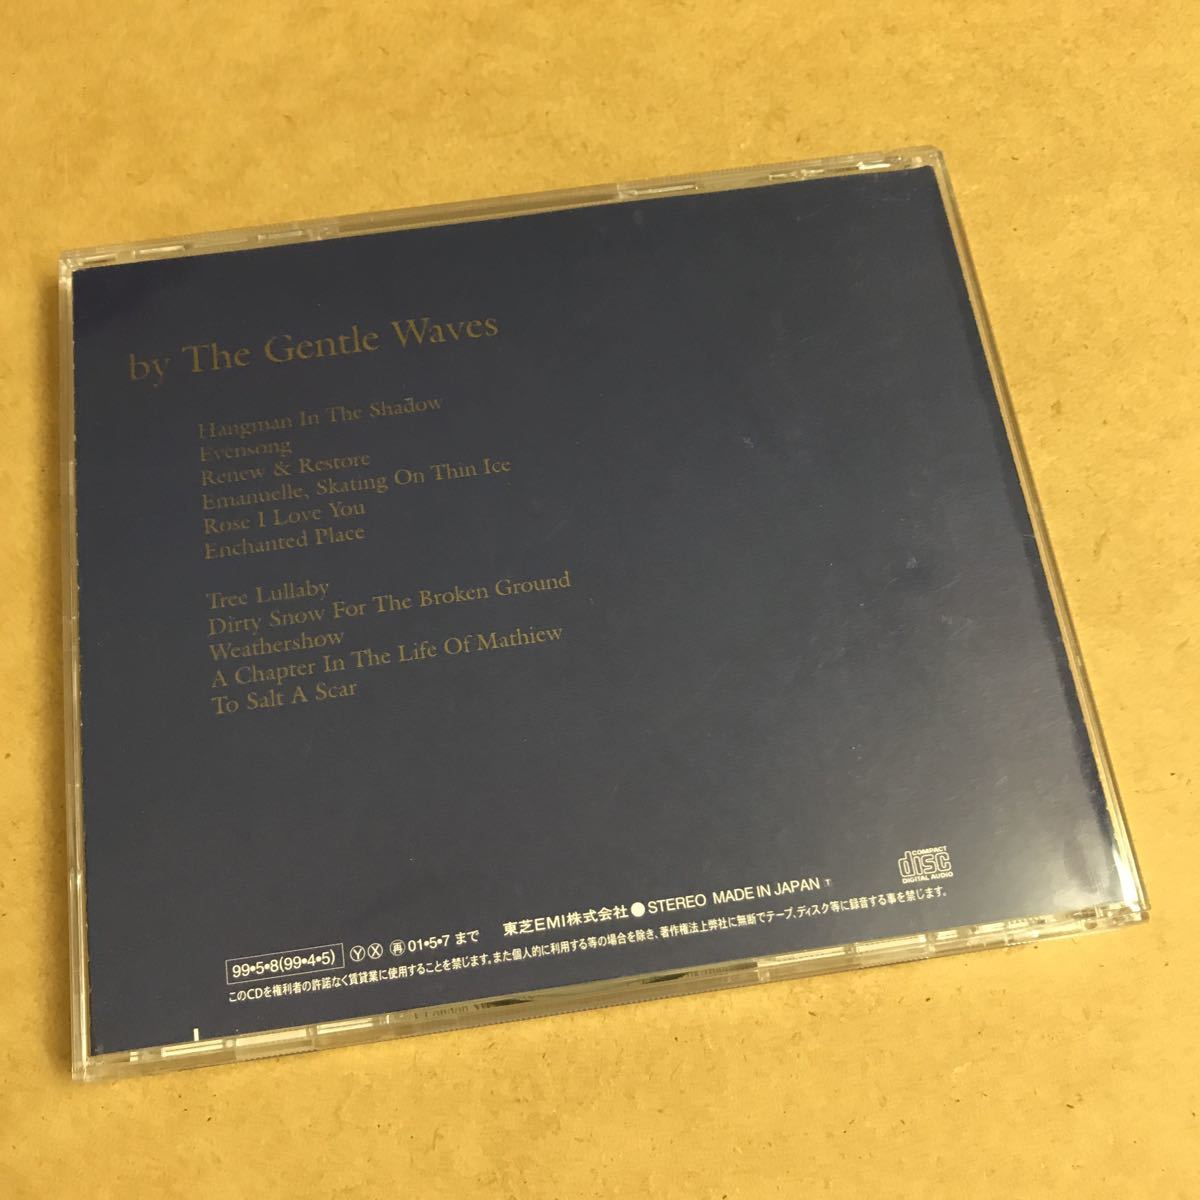 by The Gentle Waves
Hangman In The Shadow
Evensong
Renew & Restore
Emanuelle, Skating On Thin Ice
Rose I Love You
Enchanted Place
Tree Lullaby
Dirty Snow For The Broken Ground
Weathershow
A Chapter In The Life Of Mathiew
To Salt A Scar
COMPACT
disc
DIGITAL AUDIO
99•5•8(99•4•5) Ⓨ Ⓧ ㊢ 01•5•7 まで 東芝EMI株式会社●STEREO MADE IN JAPAN T
このCDを権利者の許諾なく賃貸業に使用することを禁じます。また個人的に利用する等の場合を除き、著作権法上弊社に無断でテープ、ディスク等に録音する事を禁じます。